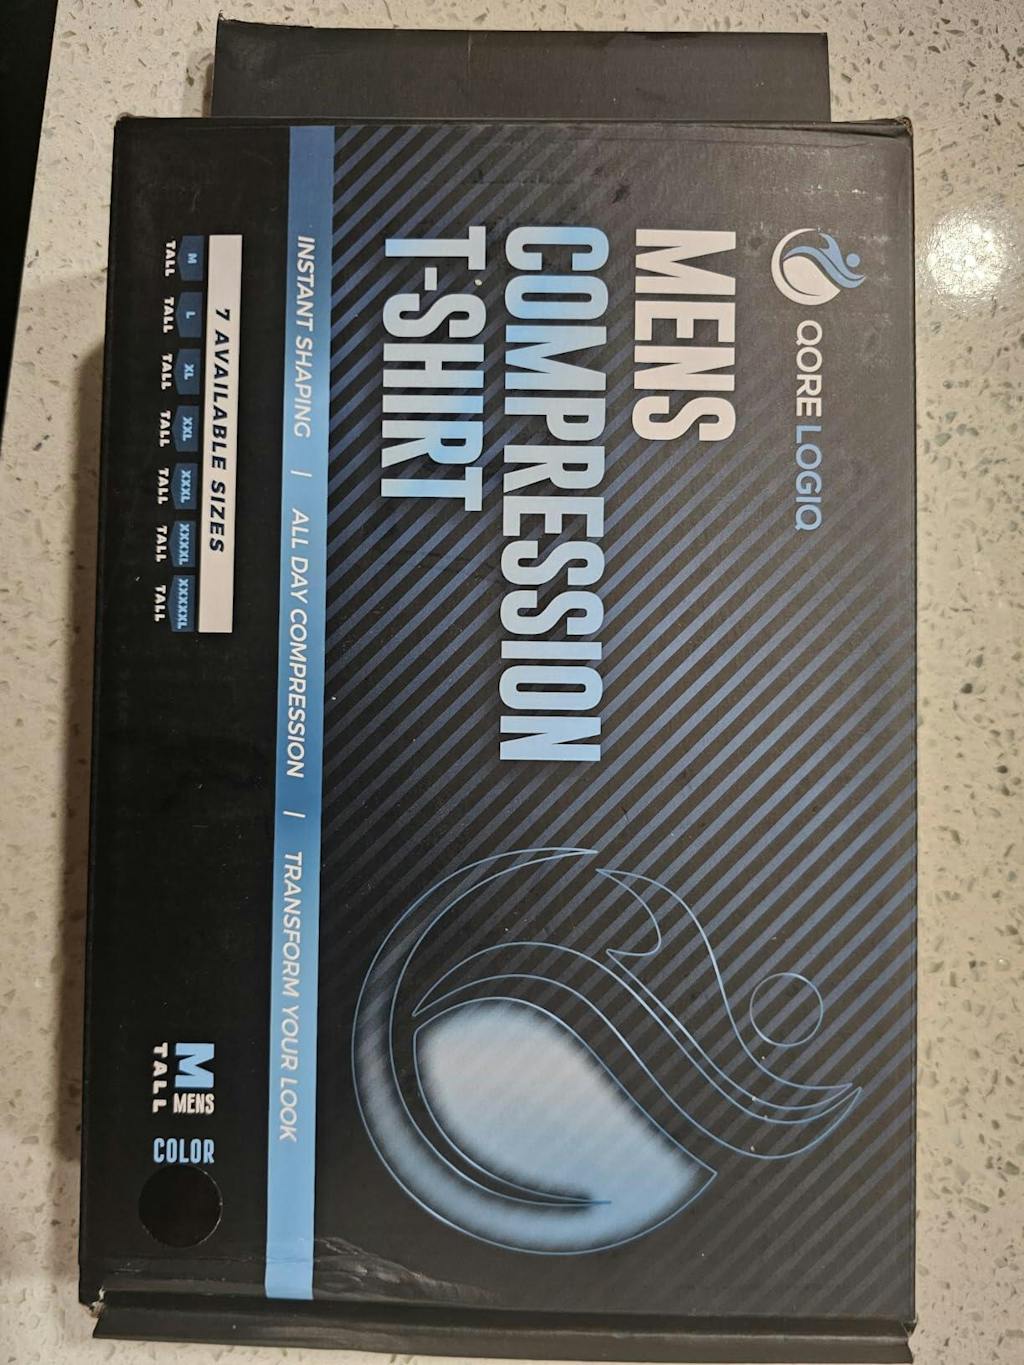 QORE LOGIQ
MENS
COMPRESSION
T-SHIRT
INSTANT SHAPING | ALL DAY COMPRESSION | TRANSFORM YOUR LOOK
7 AVAILABLE SIZES
M L XL XXL XXXL XXXXL XXXXXL
TALL TALL TALL TALL TALL TALL TALL
M MENS
TALL
COLOR